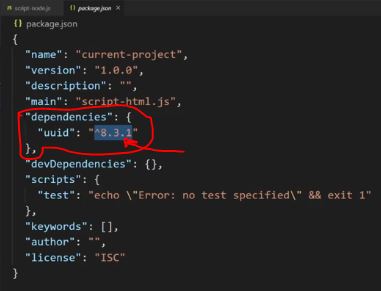 script-node.js
package.json ×
{} package.json
{
"name": "current-project",
"version": "1.0.0",
"description": "",
"main": "script-html.js",
"dependencies": {
"uuid": "^8.3.1"
},
"devDependencies": {},
"scripts": {
"test": "echo \"Error: no test specified\" && exit 1"
},
"keywords": [],
"author": "",
"license": "ISC"
}